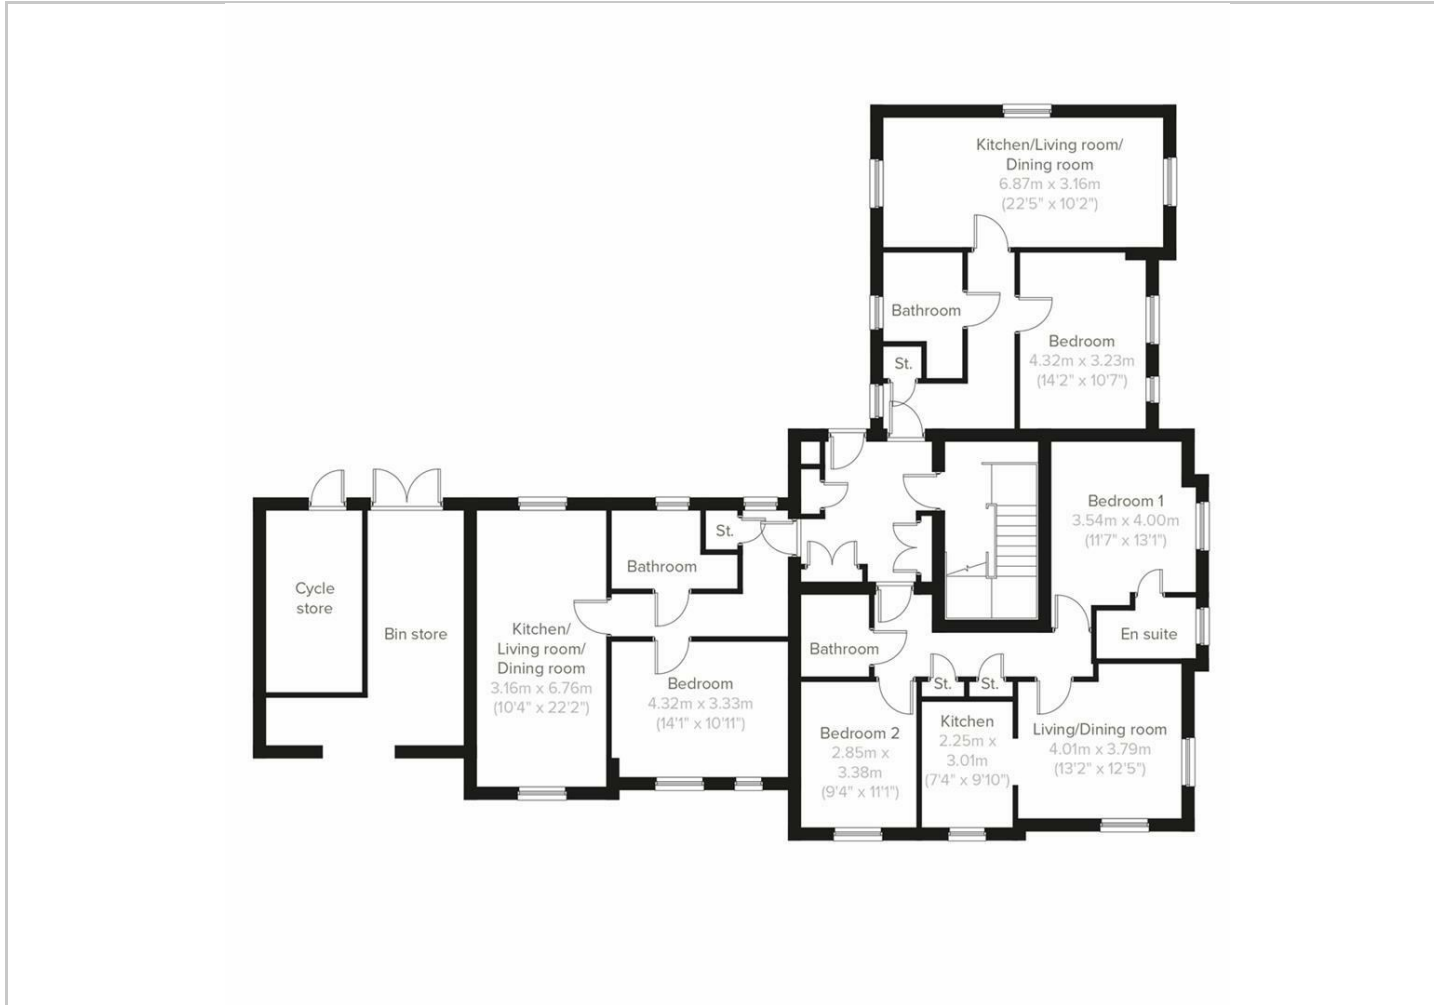 Kitchen/Living room/
Dining room
6.87m x 3.16m
(22'5" x 10'2")
Bathroom
St.
Bedroom
4.32m x 3.23m
(14'2" x 10'7")
Bedroom 1
3.54m x 4.00m
(11'7" x 13'1")
En suite
St.
Bathroom
Cycle
store
Bin store
Kitchen/
Living room/
Dining room
3.16m x 6.76m
(10'4" x 22'2")
Bedroom
4.32m x 3.33m
(14'1" x 10'11")
Bathroom
St.
St.
Bedroom 2
2.85m x
3.38m
(9'4" x 11'1")
Kitchen
2.25m x
3.01m
(7'4" x 9'10")
Living/Dining room
4.01m x 3.79m
(13'2" x 12'5")